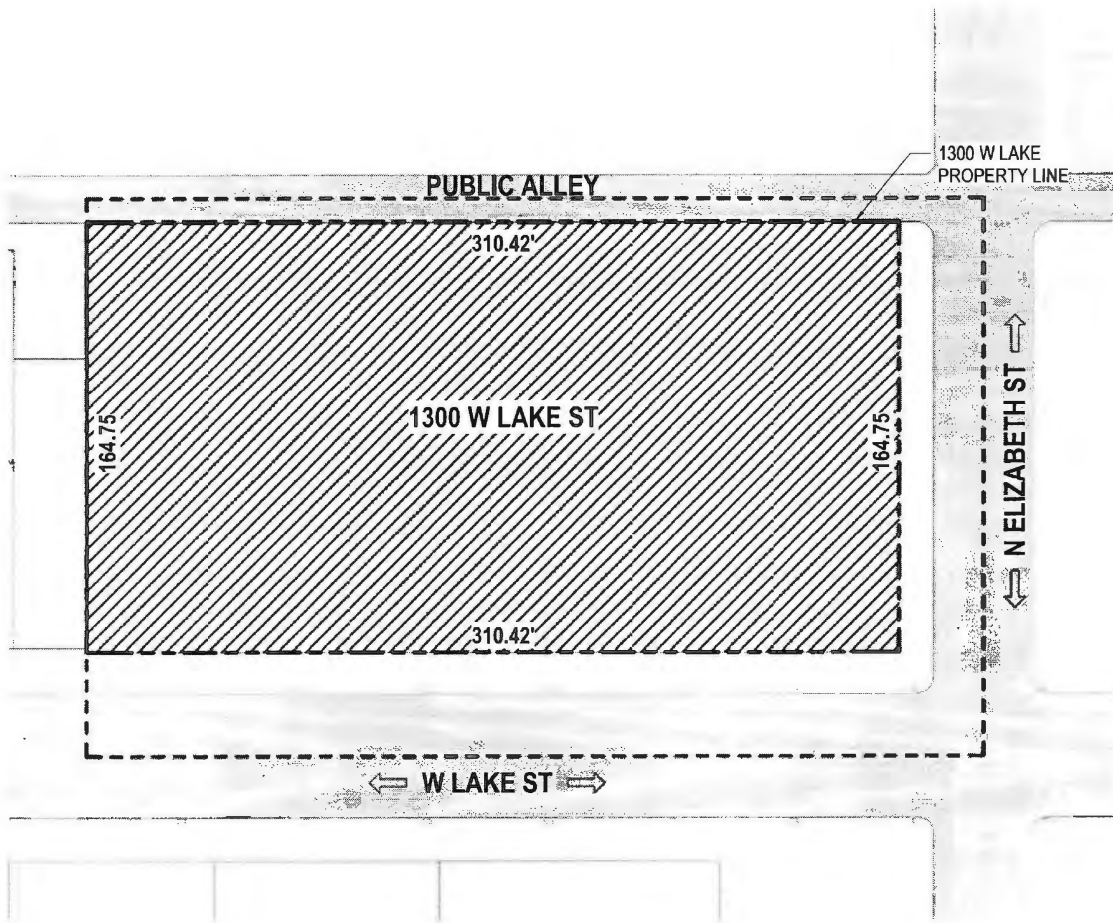 1300 W LAKE
PROPERTY LINE
PUBLIC ALLEY
310.42'
164.75
1300 W LAKE ST
164.75
N ELIZABETH ST
310.42'
W LAKE ST